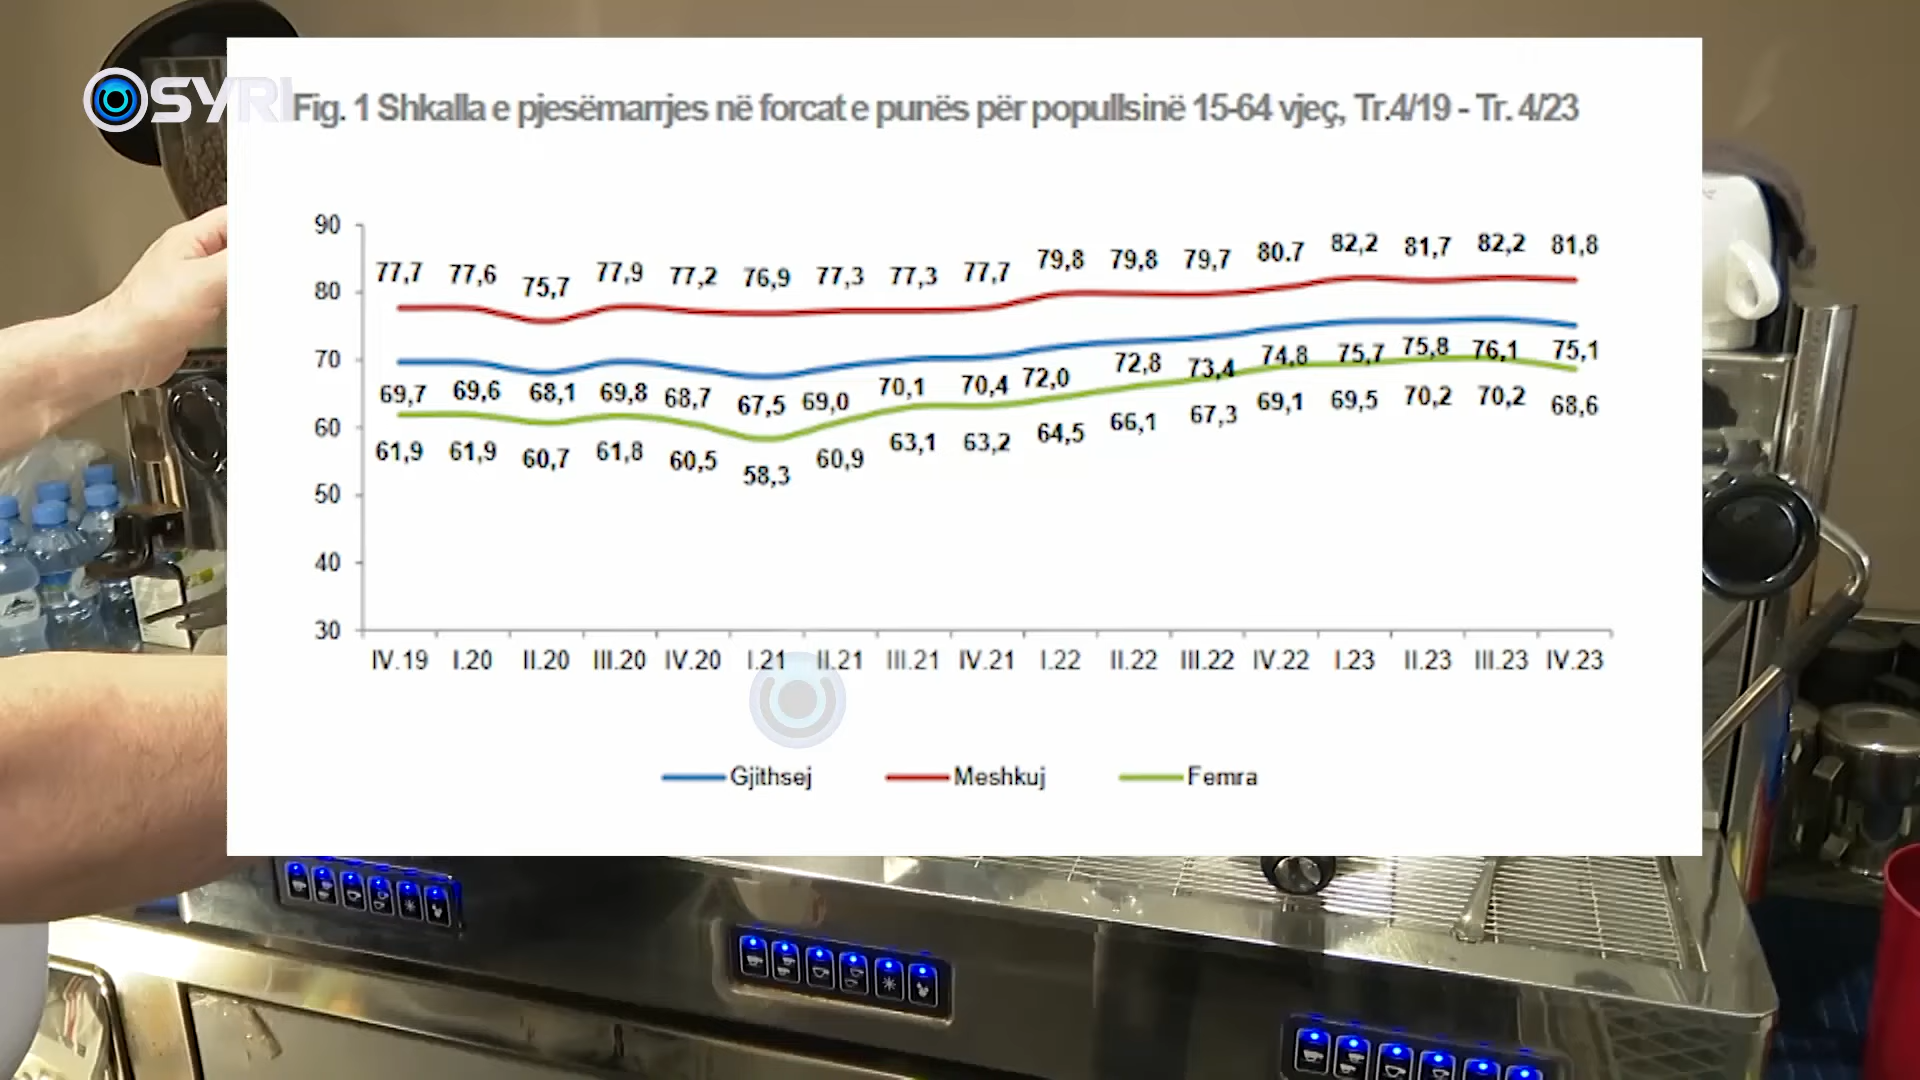 SYRI
Fig. 1 Shkalla e pjesëmarrjes në forcat e punës për popullsinë 15-64 vjeç, Tr.4/19 - Tr. 4/23
90
80
70
60
50
40
30
77,7 77,6 75,7 77,9 77,2 76,9 77,3 77,3 77,7 79,8 79,8 79,7 80.7 82,2 81,7 82,2 81,8
69,7 69,6 68,1 69,8 68,7 67,5 69,0 70,1 70,4 72,0 72,8 73,4 74,8 75,7 75,8 76,1 75,1
61,9 61,9 60,7 61,8 60,5 58,3 60,9 63,1 63,2 64,5 66,1 67,3 69,1 69,5 70,2 70,2 68,6
IV.19 I.20 II.20 III.20 IV.20 I.21 II.21 III.21 IV.21 I.22 II.22 III.22 IV.22 I.23 II.23 III.23 IV.23
Gjithsej Meshkuj Femra